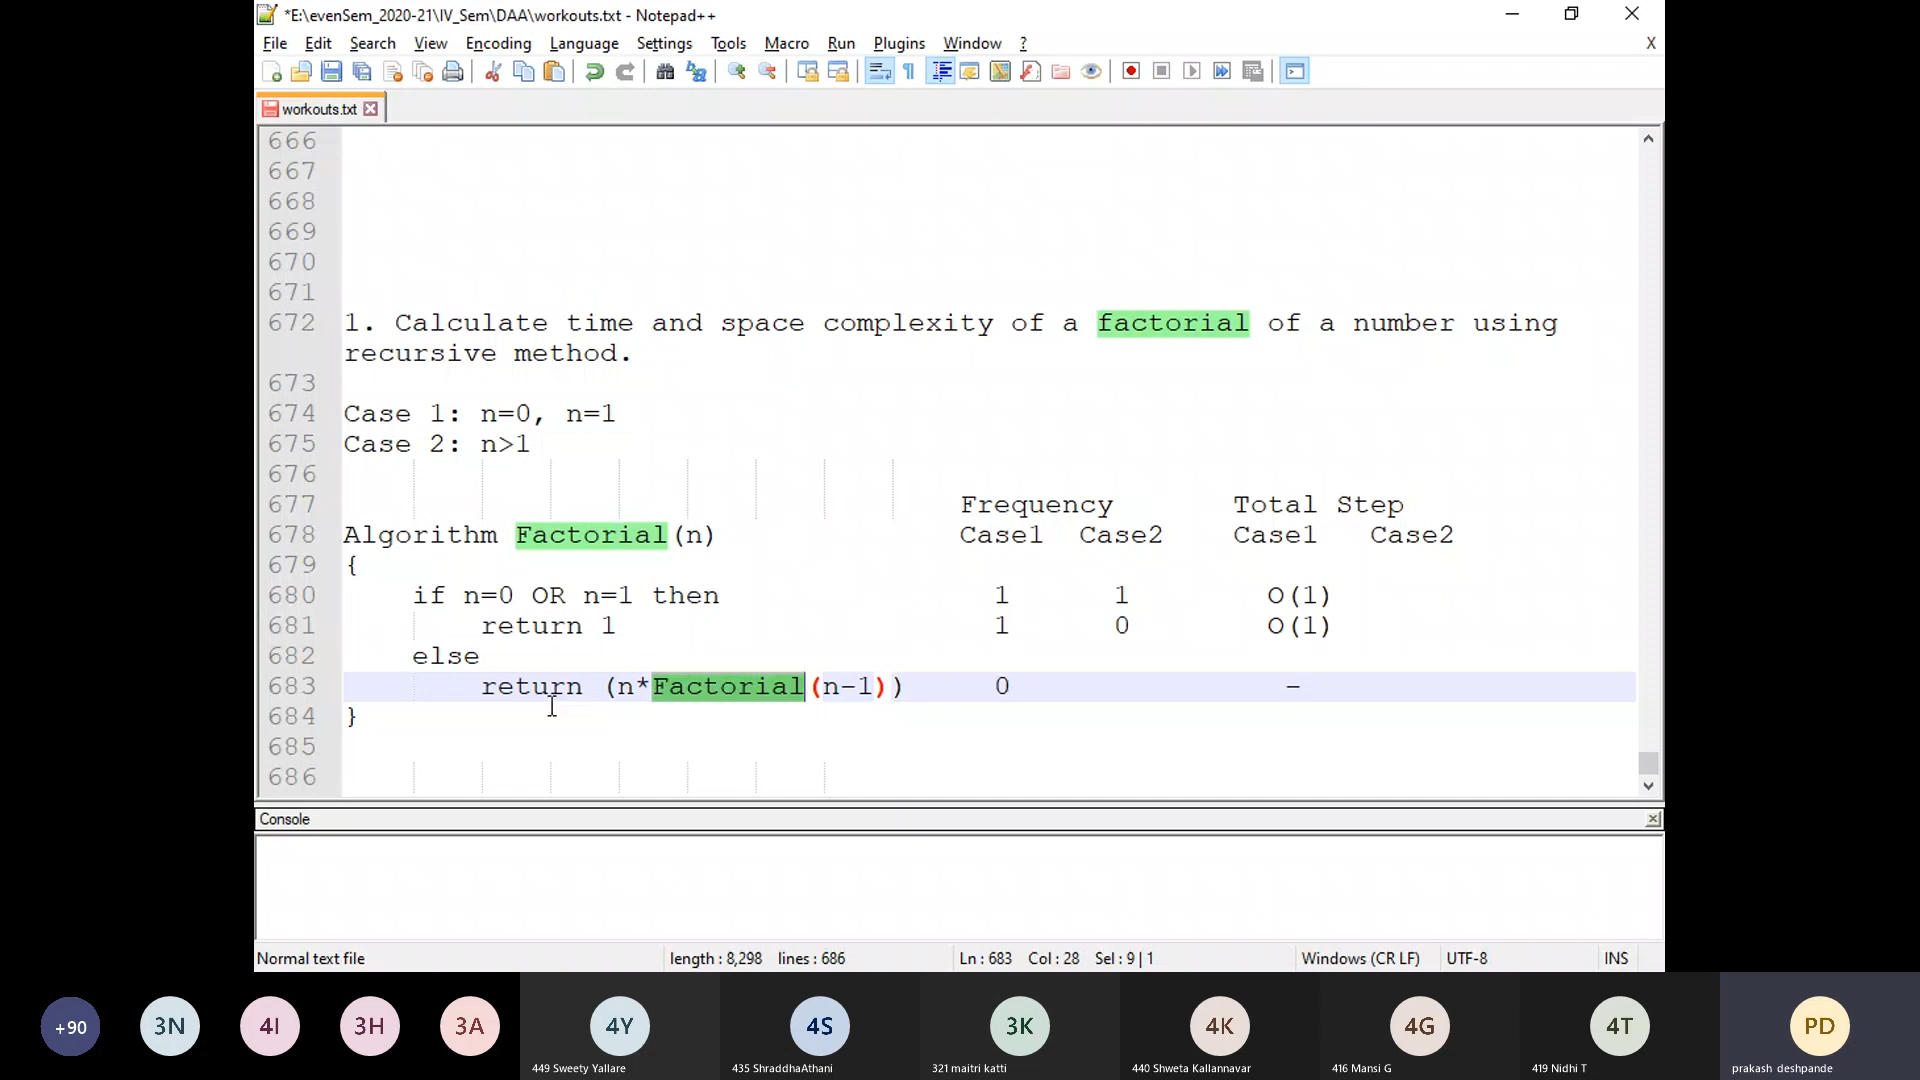 *E:\evenSem_2020-21\IV_Sem\DAA\workouts.txt - Notepad++
File Edit Search View Encoding Language Settings Tools Macro Run Plugins Window ? X
workouts.txt
666
667
668
669
670
671
672 1. Calculate time and space complexity of a factorial of a number using
recursive method.
673
674 Case 1: n=0, n=1
675 Case 2: n>1
676
677 Frequency Total Step
678 Algorithm Factorial(n) Case1 Case2 Case1 Case2
679 {
680 if n=0 OR n=1 then 1 1 O(1)
681 return 1 1 0 O(1)
682 else
683 return (n*Factorial(n-1)) 0 -
684 }
685
686
Console
Normal text file length : 8,298 lines : 686 Ln : 683 Col : 28 Sel : 9 | 1 Windows (CR LF) UTF-8 INS
+90 3N 4I 3H 3A 4Y 4S 3K 4K 4G 4T PD
449 Sweety Yallare 435 ShraddhaAthani 321 maitri katti 440 Shweta Kallannavar 416 Mansi G 419 Nidhi T prakash deshpande